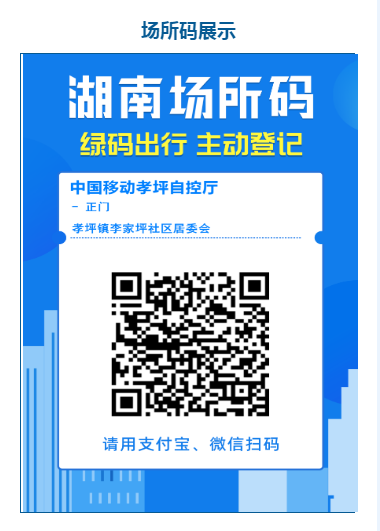 场所码展示
湖南场所码
绿码出行 主动登记
中国移动孝坪自控厅
- 正门
孝坪镇李家坪社区居委会
请用支付宝、微信扫码